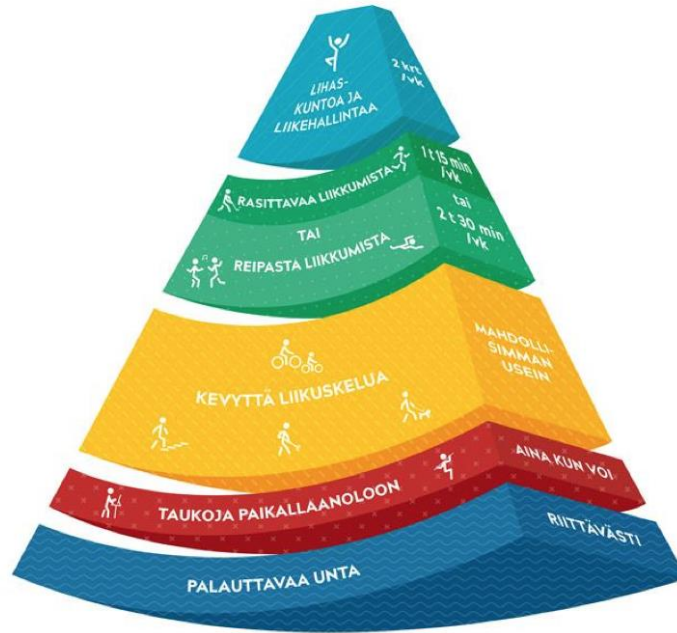 LIHAS-
KUNTOA JA
LIIKEHALLINTAA
2 krt
/vk
RASITTAVAA LIIKKUMISTA
1 t 15 min
/vk
TAI
tai
REIPASTA LIIKKUMISTA
2 t 30 min
/vk
KEVYTTÄ LIIKUSKELUA
MAHDOLLI-
SIMMAN
USEIN
TAUKOJA PAIKALLAANOLOON
AINA KUN VOI
PALAUTTAVAA UNTA
RIITTÄVÄSTI